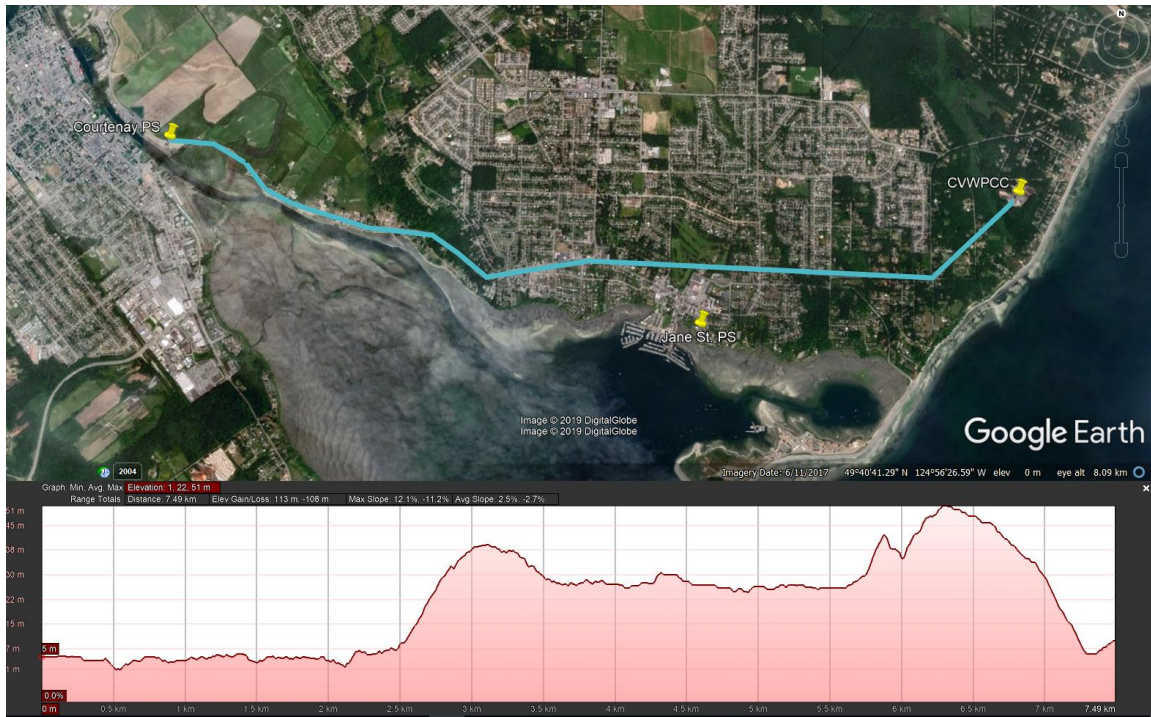 N
Courtenay PS
CVWPCC
Jane St. PS
Image © 2019 DigitalGlobe
Image © 2019 DigitalGlobe
Google Earth
2004
Imagery Date: 6/11/2017 49°40'41.29" N 124°56'26.59" W elev 0 m eye alt 8.09 km
Graph: Min, Avg, Max Elevation: 1, 22, 51 m
Range Totals: Distance: 7.49 km Elev Gain/Loss: 113 m, -108 m Max Slope: 12.1%, -11.2% Avg Slope: 2.5%, -2.7%
51 m
45 m
38 m
30 m
22 m
15 m
7 m
5 m
1 m
0.0%
0 m 0.5 km 1 km 1.5 km 2 km 2.5 km 3 km 3.5 km 4 km 4.5 km 5 km 5.5 km 6 km 6.5 km 7 km 7.49 km